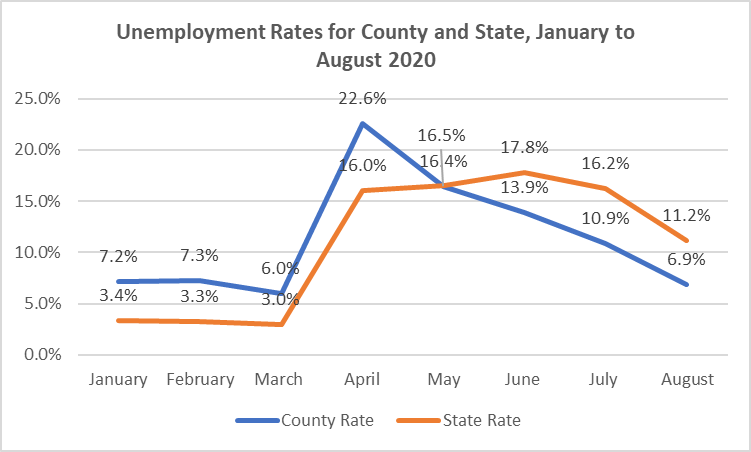 Unemployment Rates for County and State, January to
August 2020
25.0%
20.0%
15.0%
10.0%
5.0%
0.0%
7.2%
7.3%
6.0%
22.6%
16.5%
13.9%
10.9%
6.9%
3.4%
3.3%
3.0%
16.0%
16.4%
17.8%
16.2%
11.2%
January
February
March
April
May
June
July
August
County Rate
State Rate